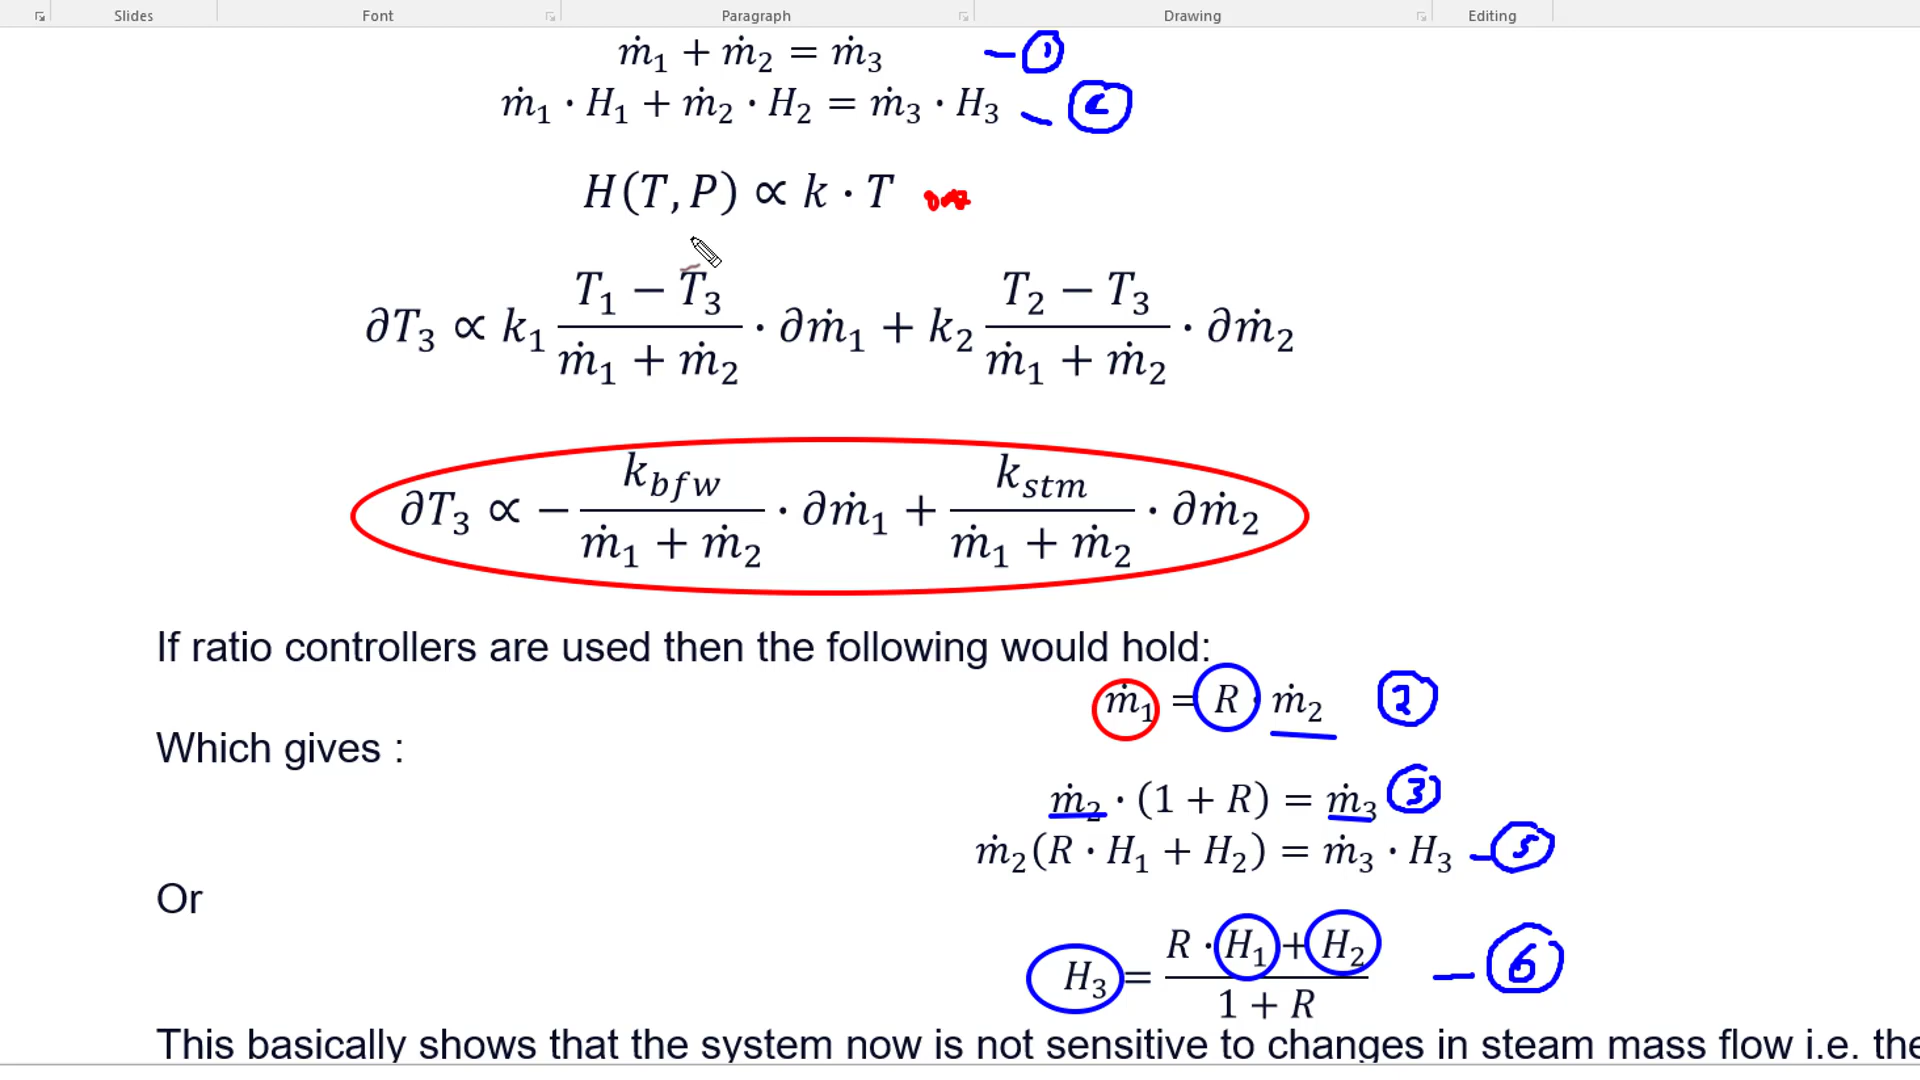 Slides Font Paragraph Drawing Editing
ṁ₁ + ṁ₂ = ṁ₃ – ①
ṁ₁ · H₁ + ṁ₂ · H₂ = ṁ₃ · H₃ –
H(T, P) ∝ k · T
∂T₃ ∝ k₁ (T₁ − T₃)/(ṁ₁ + ṁ₂) · ∂ṁ₁ + k₂ (T₂ − T₃)/(ṁ₁ + ṁ₂) · ∂ṁ₂
∂T₃ ∝ − k_bfw/(ṁ₁ + ṁ₂) · ∂ṁ₁ + k_stm/(ṁ₁ + ṁ₂) · ∂ṁ₂
If ratio controllers are used then the following would hold:
ṁ₁ = R · ṁ₂ ②
Which gives :
ṁ₂ · (1 + R) = ṁ₃ ③
ṁ₂(R · H₁ + H₂) = ṁ₃ · H₃ – ⑤
Or
H₃ = (R · H₁ + H₂)/(1 + R) – ⑥
This basically shows that the system now is not sensitive to changes in steam mass flow i.e. the